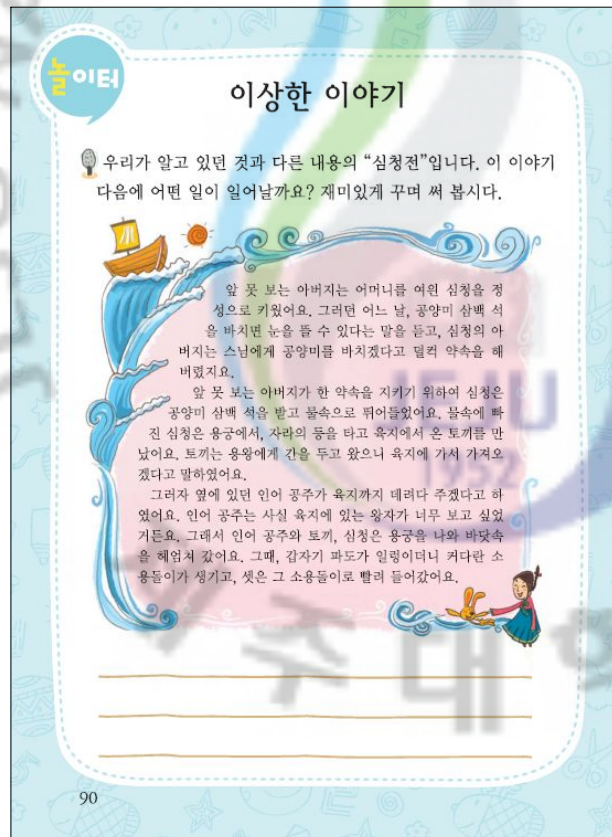 놀이터
이상한 이야기
우리가 알고 있던 것과 다른 내용의 “심청전”입니다. 이 이야기
다음에 어떤 일이 일어날까요? 재미있게 꾸며 써 봅시다.
앞 못 보는 아버지는 어머니를 여읜 심청을 정
성으로 키웠어요. 그러던 어느 날, 공양미 삼백 석
을 바치면 눈을 뜰 수 있다는 말을 듣고, 심청의 아
버지는 스님에게 공양미를 바치겠다고 덜컥 약속을 해
버렸지요.
앞 못 보는 아버지가 한 약속을 지키기 위하여 심청은
공양미 삼백 석을 받고 물속으로 뛰어들었어요. 물속에 빠
진 심청은 용궁에서, 자라의 등을 타고 육지에서 온 토끼를 만
났어요. 토끼는 용왕에게 간을 두고 왔으니 육지에 가서 가져오
겠다고 말하였어요.
그러자 옆에 있던 인어 공주가 육지까지 데려다 주겠다고 하
였어요. 인어 공주는 사실 육지에 있는 왕자가 너무 보고 싶었
거든요. 그래서 인어 공주와 토끼, 심청은 용궁을 나와 바닷속
을 헤엄쳐 갔어요. 그때, 갑자기 파도가 일렁이더니 커다란 소
용돌이가 생기고, 셋은 그 소용돌이로 빨려 들어갔어요.
JEJU
1952
제주대학
90